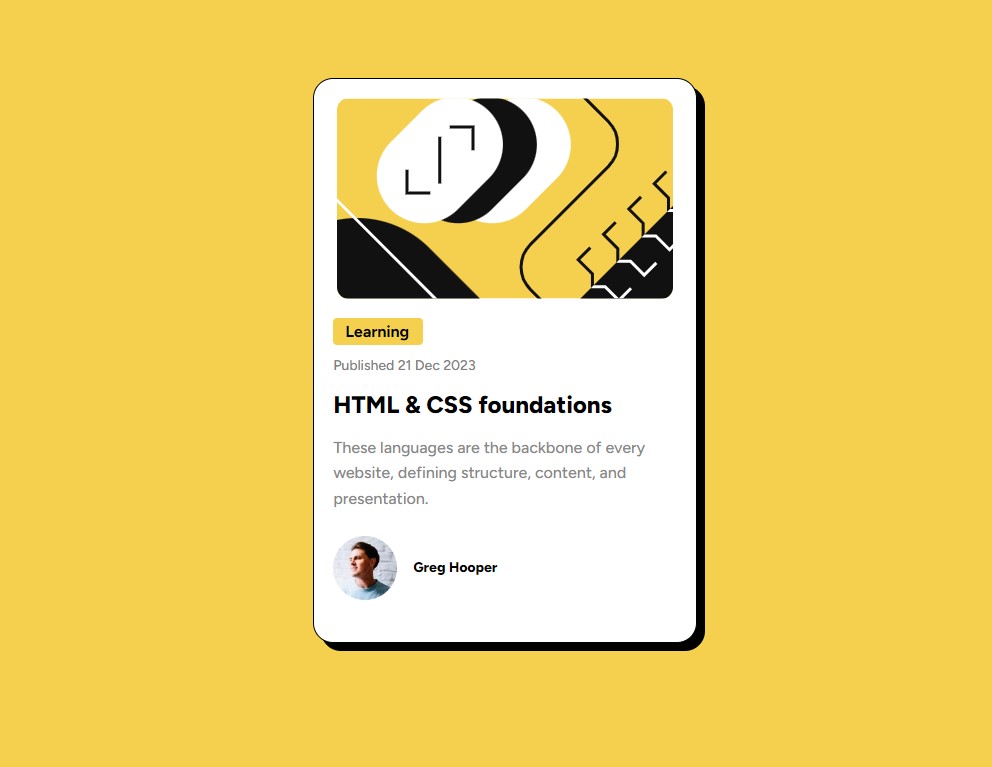 Learning
Published 21 Dec 2023
HTML & CSS foundations
These languages are the backbone of every
website, defining structure, content, and
presentation.
Greg Hooper